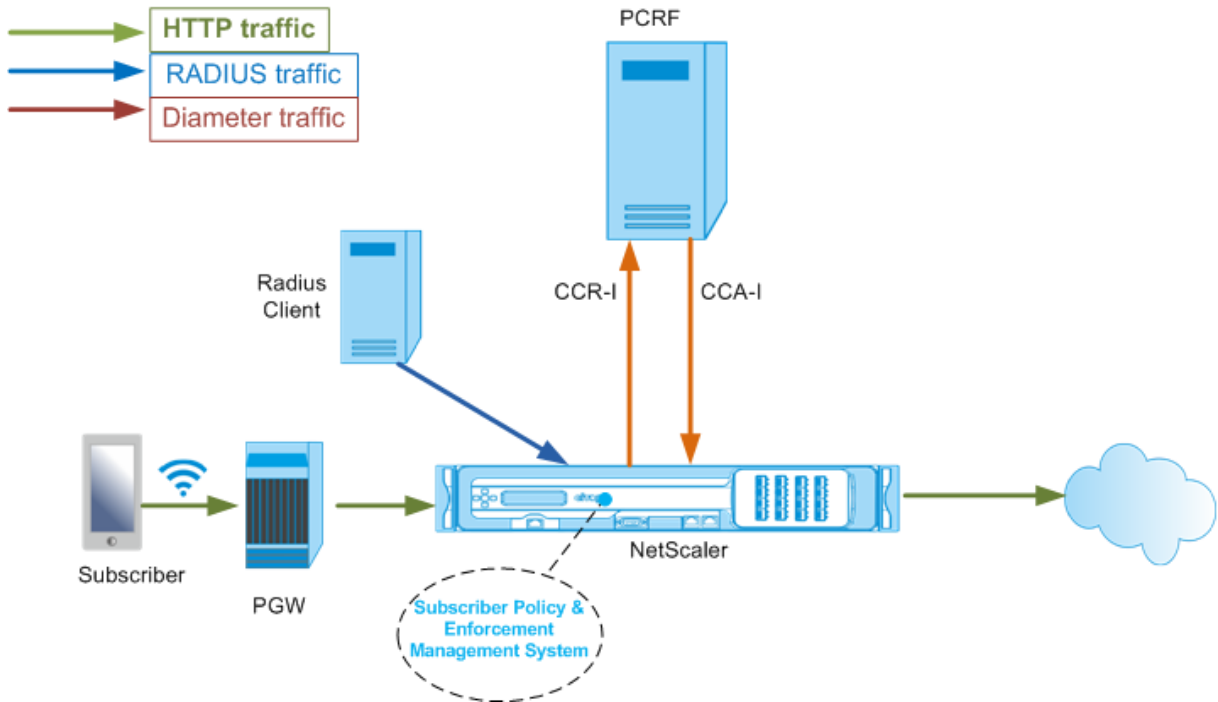 HTTP traffic
RADIUS traffic
Diameter traffic
PCRF
Radius
Client
CCR-I
CCA-I
Subscriber
PGW
NetScaler
Subscriber Policy &
Enforcement
Management System